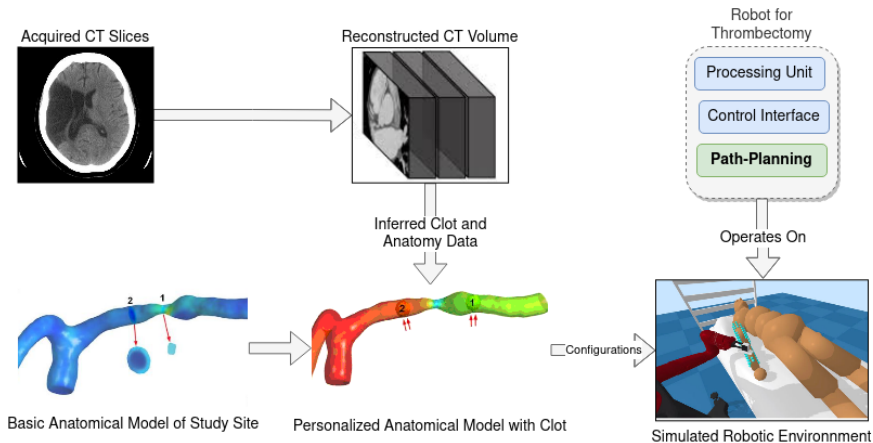 Acquired CT Slices
Reconstructed CT Volume
Robot for
Thrombectomy
Processing Unit
Control Interface
Path-Planning
Inferred Clot and
Anatomy Data
Operates On
2
1
2
1
Configurations
Basic Anatomical Model of Study Site
Personalized Anatomical Model with Clot
Simulated Robotic Environnment